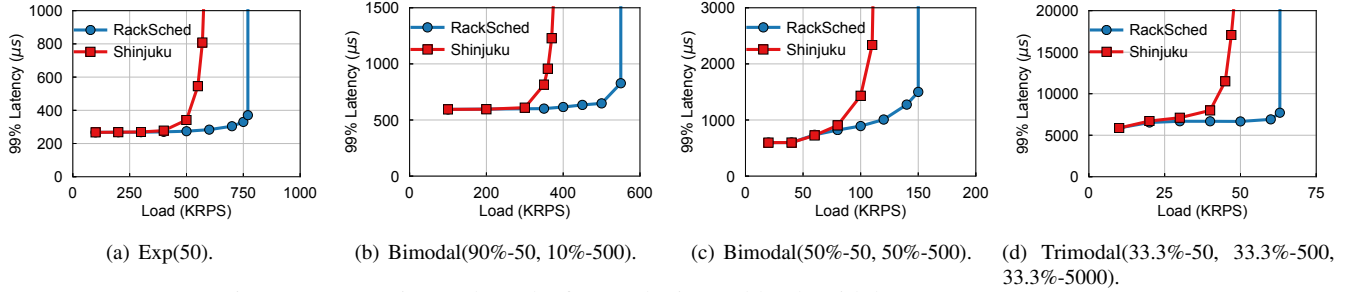 1000
800
600
400
200
0
99% Latency (µs)
RackSched
Shinjuku
0 250 500 750 1000
Load (KRPS)
(a) Exp(50).
1500
1000
500
0
99% Latency (µs)
RackSched
Shinjuku
0 200 400 600
Load (KRPS)
(b) Bimodal(90%-50, 10%-500).
3000
2000
1000
0
99% Latency (µs)
RackSched
Shinjuku
0 50 100 150 200
Load (KRPS)
(c) Bimodal(50%-50, 50%-500).
20000
15000
10000
5000
0
99% Latency (µs)
RackSched
Shinjuku
0 25 50 75
Load (KRPS)
(d) Trimodal(33.3%-50, 33.3%-500,
33.3%-5000).